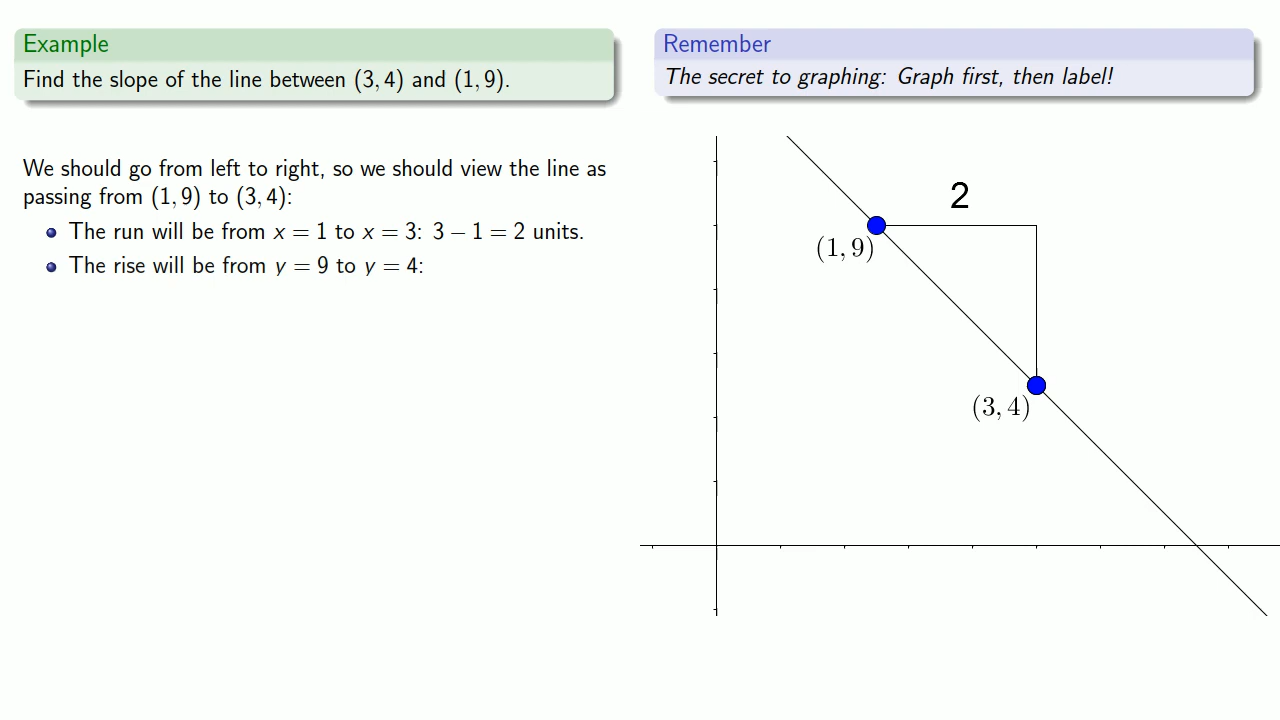 Example
Find the slope of the line between (3, 4) and (1, 9).
Remember
The secret to graphing: Graph first, then label!
We should go from left to right, so we should view the line as
passing from (1, 9) to (3, 4):
The run will be from x = 1 to x = 3: 3 − 1 = 2 units.
The rise will be from y = 9 to y = 4:
2
(1, 9)
(3, 4)